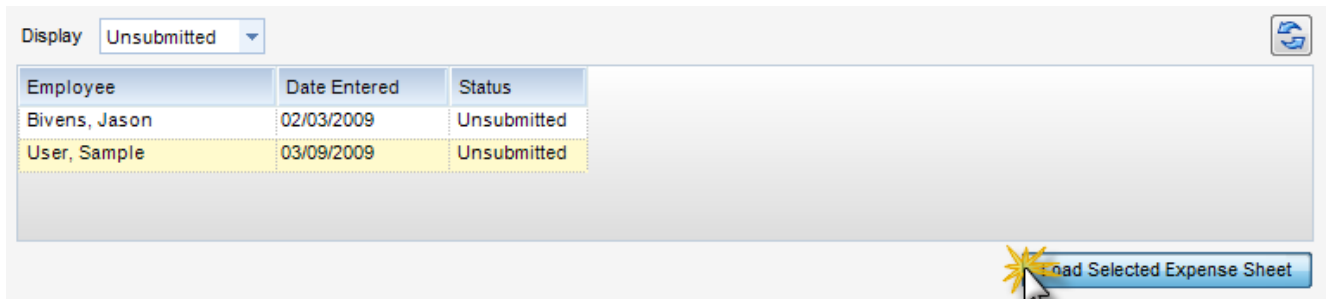 Display Unsubmitted
Employee Date Entered Status
Bivens, Jason 02/03/2009 Unsubmitted
User, Sample 03/09/2009 Unsubmitted
Load Selected Expense Sheet